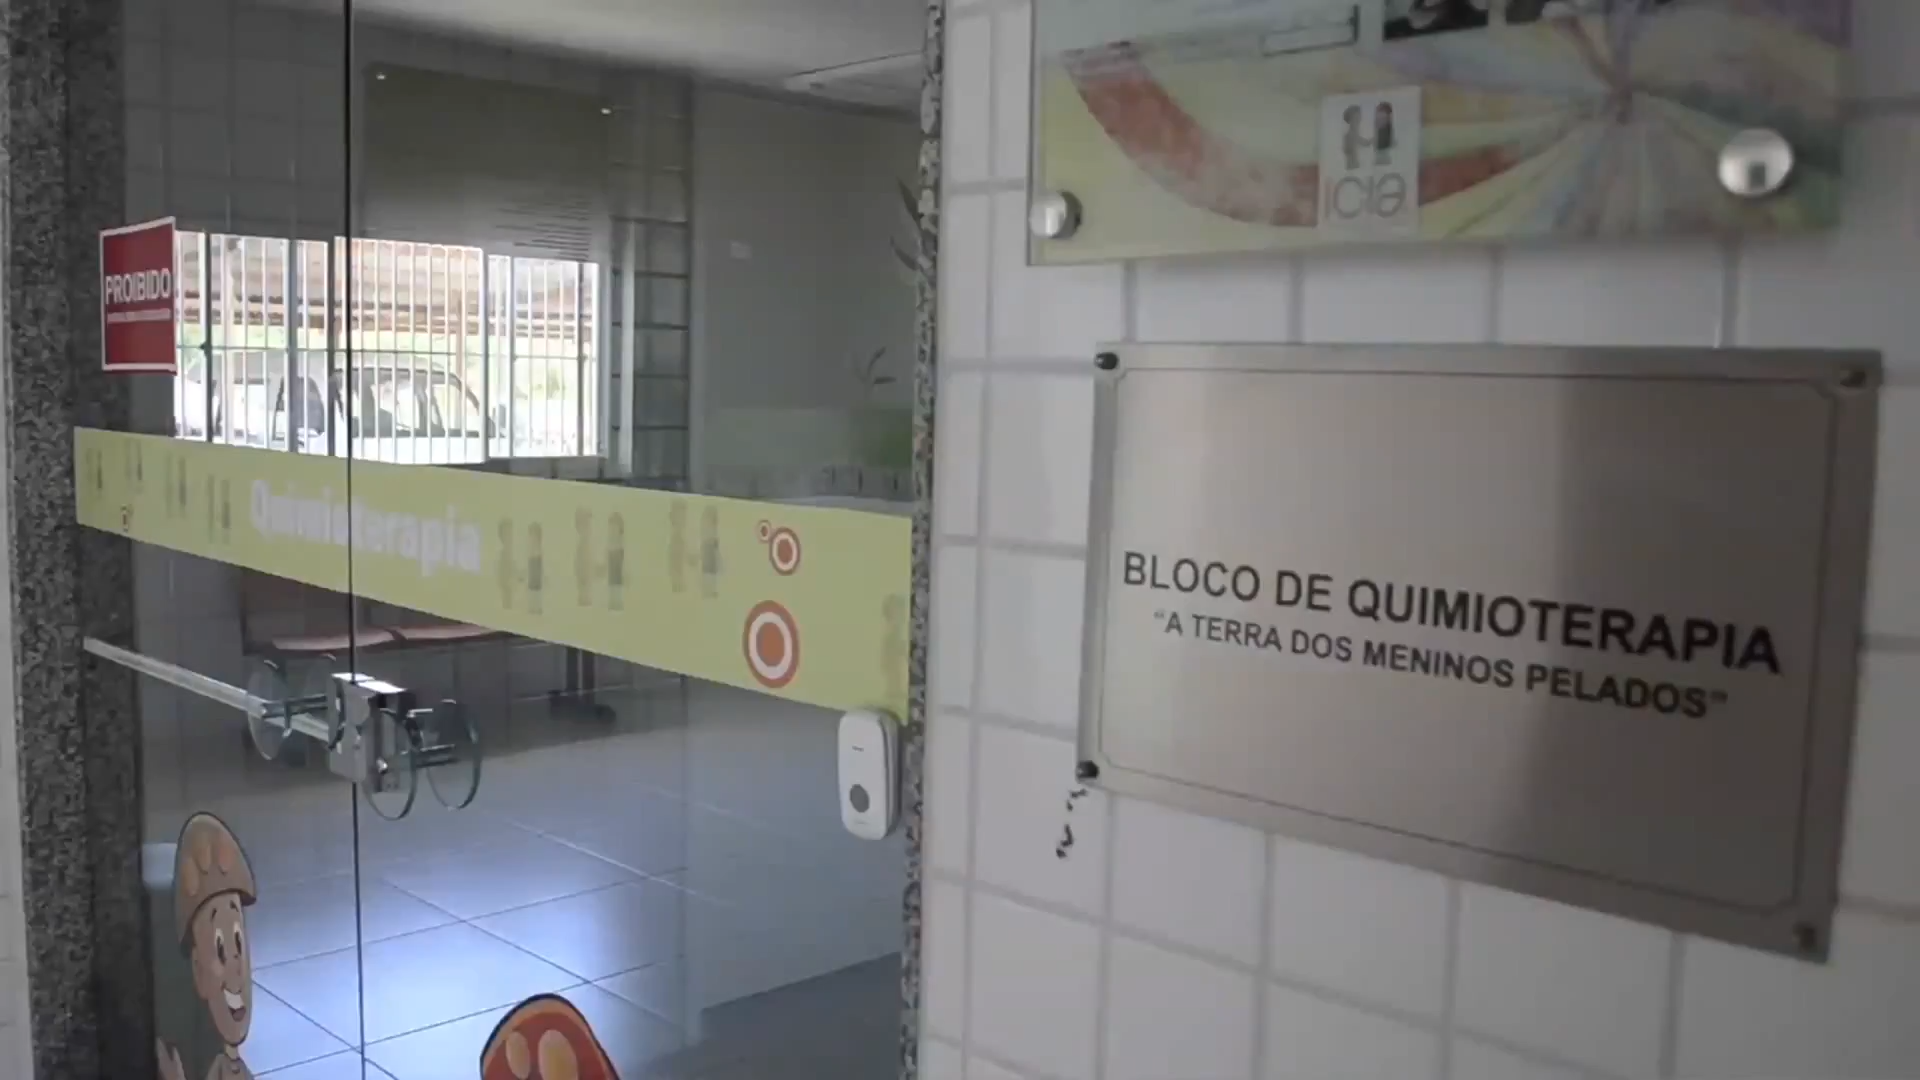 icia
PROIBIDO
Quimioterapia
BLOCO DE QUIMIOTERAPIA
“A TERRA DOS MENINOS PELADOS”